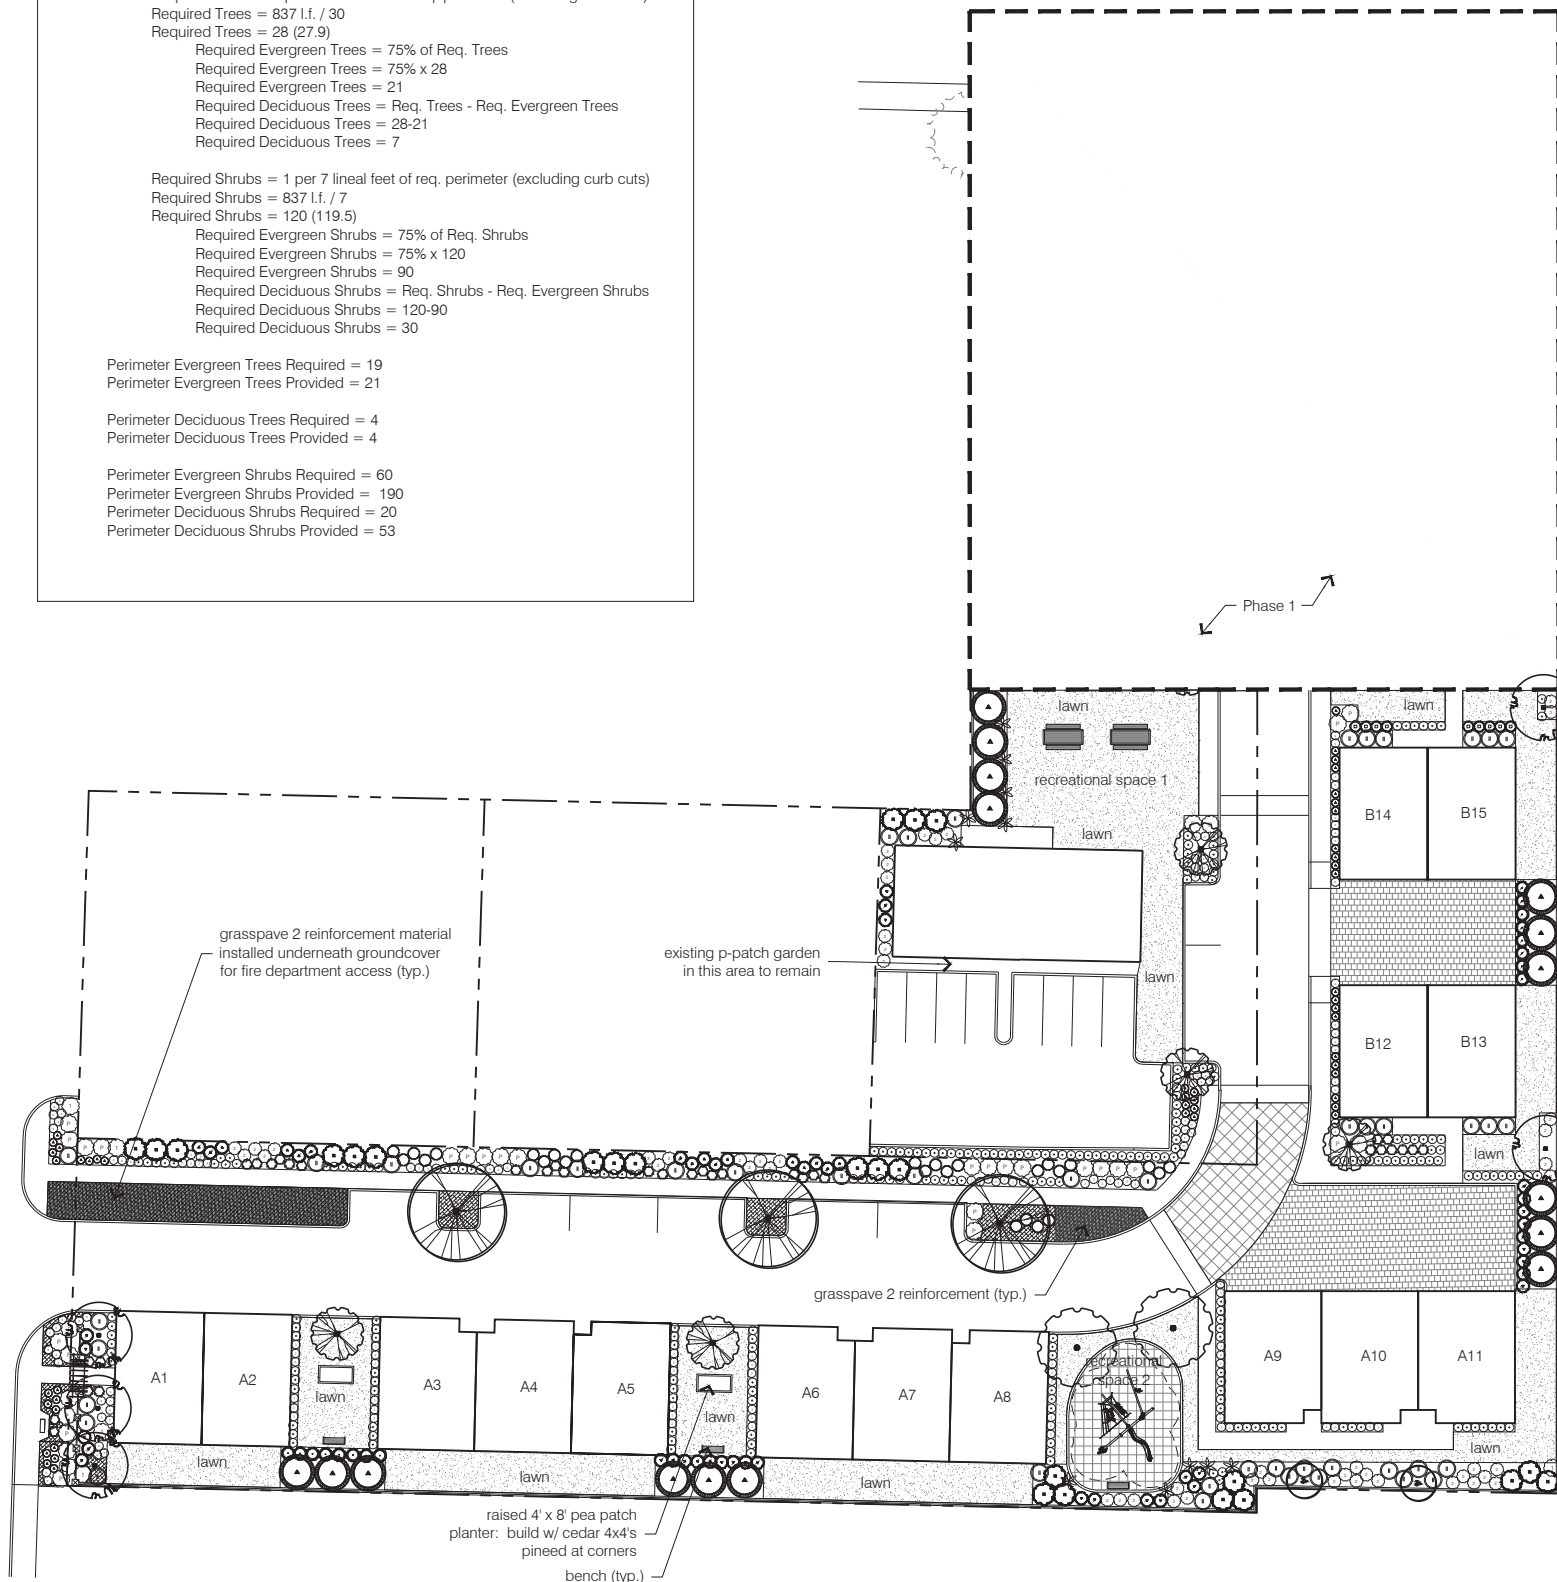 Required Trees = 837 l.f. / 30
Required Trees = 28 (27.9)
Required Evergreen Trees = 75% of Req. Trees
Required Evergreen Trees = 75% x 28
Required Evergreen Trees = 21
Required Deciduous Trees = Req. Trees - Req. Evergreen Trees
Required Deciduous Trees = 28-21
Required Deciduous Trees = 7
Required Shrubs = 1 per 7 lineal feet of req. perimeter (excluding curb cuts)
Required Shrubs = 837 l.f. / 7
Required Shrubs = 120 (119.5)
Required Evergreen Shrubs = 75% of Req. Shrubs
Required Evergreen Shrubs = 75% x 120
Required Evergreen Shrubs = 90
Required Deciduous Shrubs = Req. Shrubs - Req. Evergreen Shrubs
Required Deciduous Shrubs = 120-90
Required Deciduous Shrubs = 30
Perimeter Evergreen Trees Required = 19
Perimeter Evergreen Trees Provided = 21
Perimeter Deciduous Trees Required = 4
Perimeter Deciduous Trees Provided = 4
Perimeter Evergreen Shrubs Required = 60
Perimeter Evergreen Shrubs Provided = 190
Perimeter Deciduous Shrubs Required = 20
Perimeter Deciduous Shrubs Provided = 53
Phase 1
lawn
lawn
recreational space 1
lawn
B14
B15
grasspave 2 reinforcement material
installed underneath groundcover
for fire department access (typ.)
existing p-patch garden
in this area to remain
lawn
B12
B13
lawn
grasspave 2 reinforcement (typ.)
A1
A2
lawn
A3
A4
A5
lawn
A6
A7
A8
recreational
space 2
A9
A10
A11
lawn
lawn
lawn
lawn
raised 4' x 8' pea patch
planter: build w/ cedar 4x4's
pineed at corners
bench (typ.)